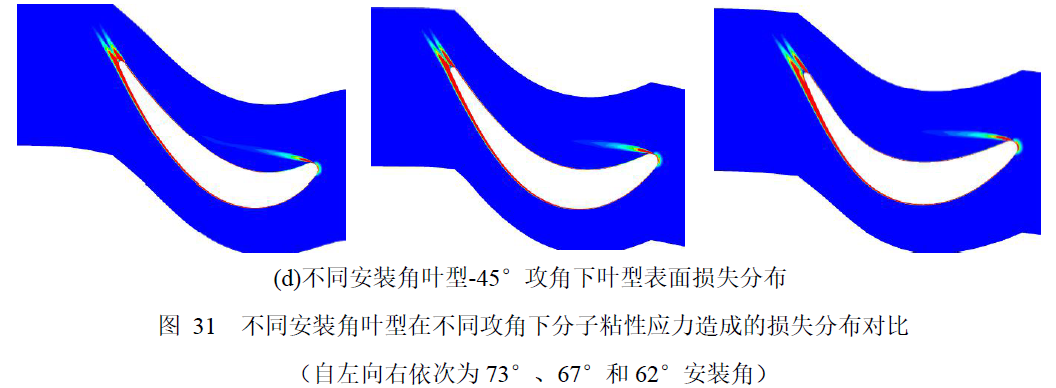 (d)不同安装角叶型-45°攻角下叶型表面损失分布
图 31 不同安装角叶型在不同攻角下分子粘性应力造成的损失分布对比
（自左向右依次为 73°、67°和 62°安装角）